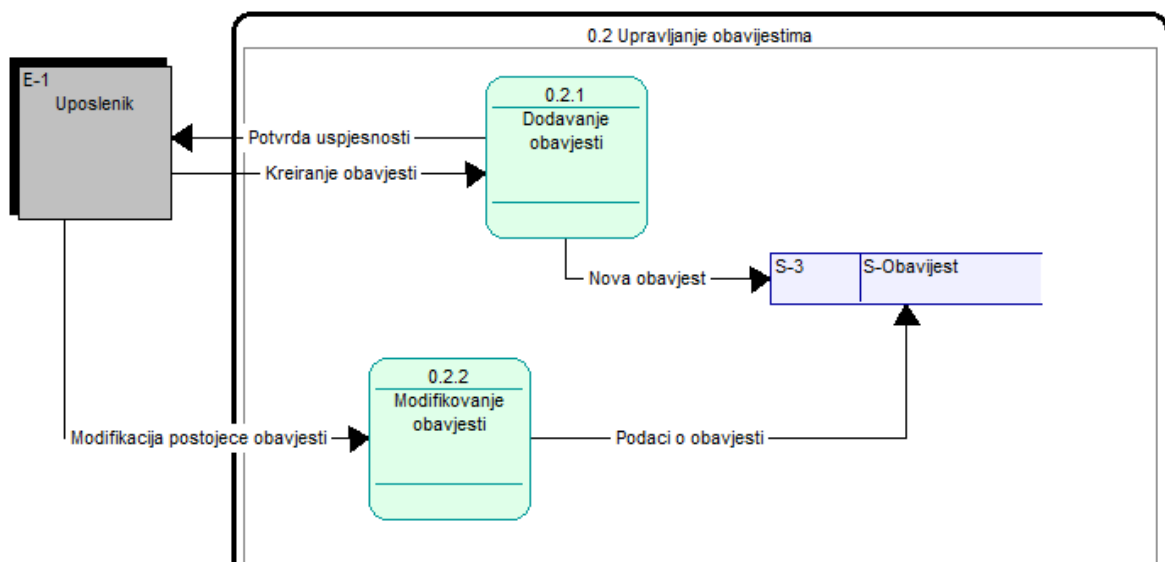 0.2 Upravljanje obavijestima
E-1
Uposlenik
0.2.1
Dodavanje
obavjesti
Potvrda uspjesnosti
Kreiranje obavjesti
Nova obavjest
S-3
S-Obavijest
0.2.2
Modifikovanje
obavjesti
Modifikacija postojece obavjesti
Podaci o obavjesti